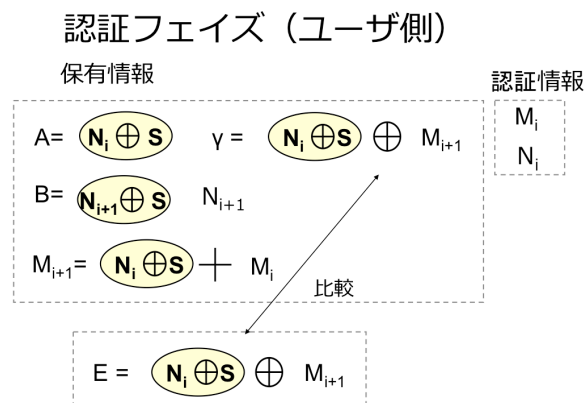 認証フェイズ（ユーザ側）
保有情報
認証情報
A= Nᵢ ⊕ S γ = Nᵢ ⊕ S ⊕ Mᵢ₊₁
Mᵢ
Nᵢ
B= Nᵢ₊₁ ⊕ S Nᵢ₊₁
Mᵢ₊₁= Nᵢ ⊕S + Mᵢ
比較
E = Nᵢ ⊕S ⊕ Mᵢ₊₁